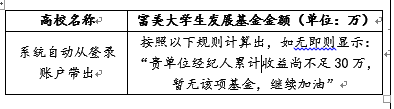 高校名称
富美大学生发展基金金额（单位：万）
系统自动从登录
账户带出
按照以下规则计算出，如无即则显示：
“贵单位经纪人累计收益尚不足 30 万，
暂无该项基金，继续加油”